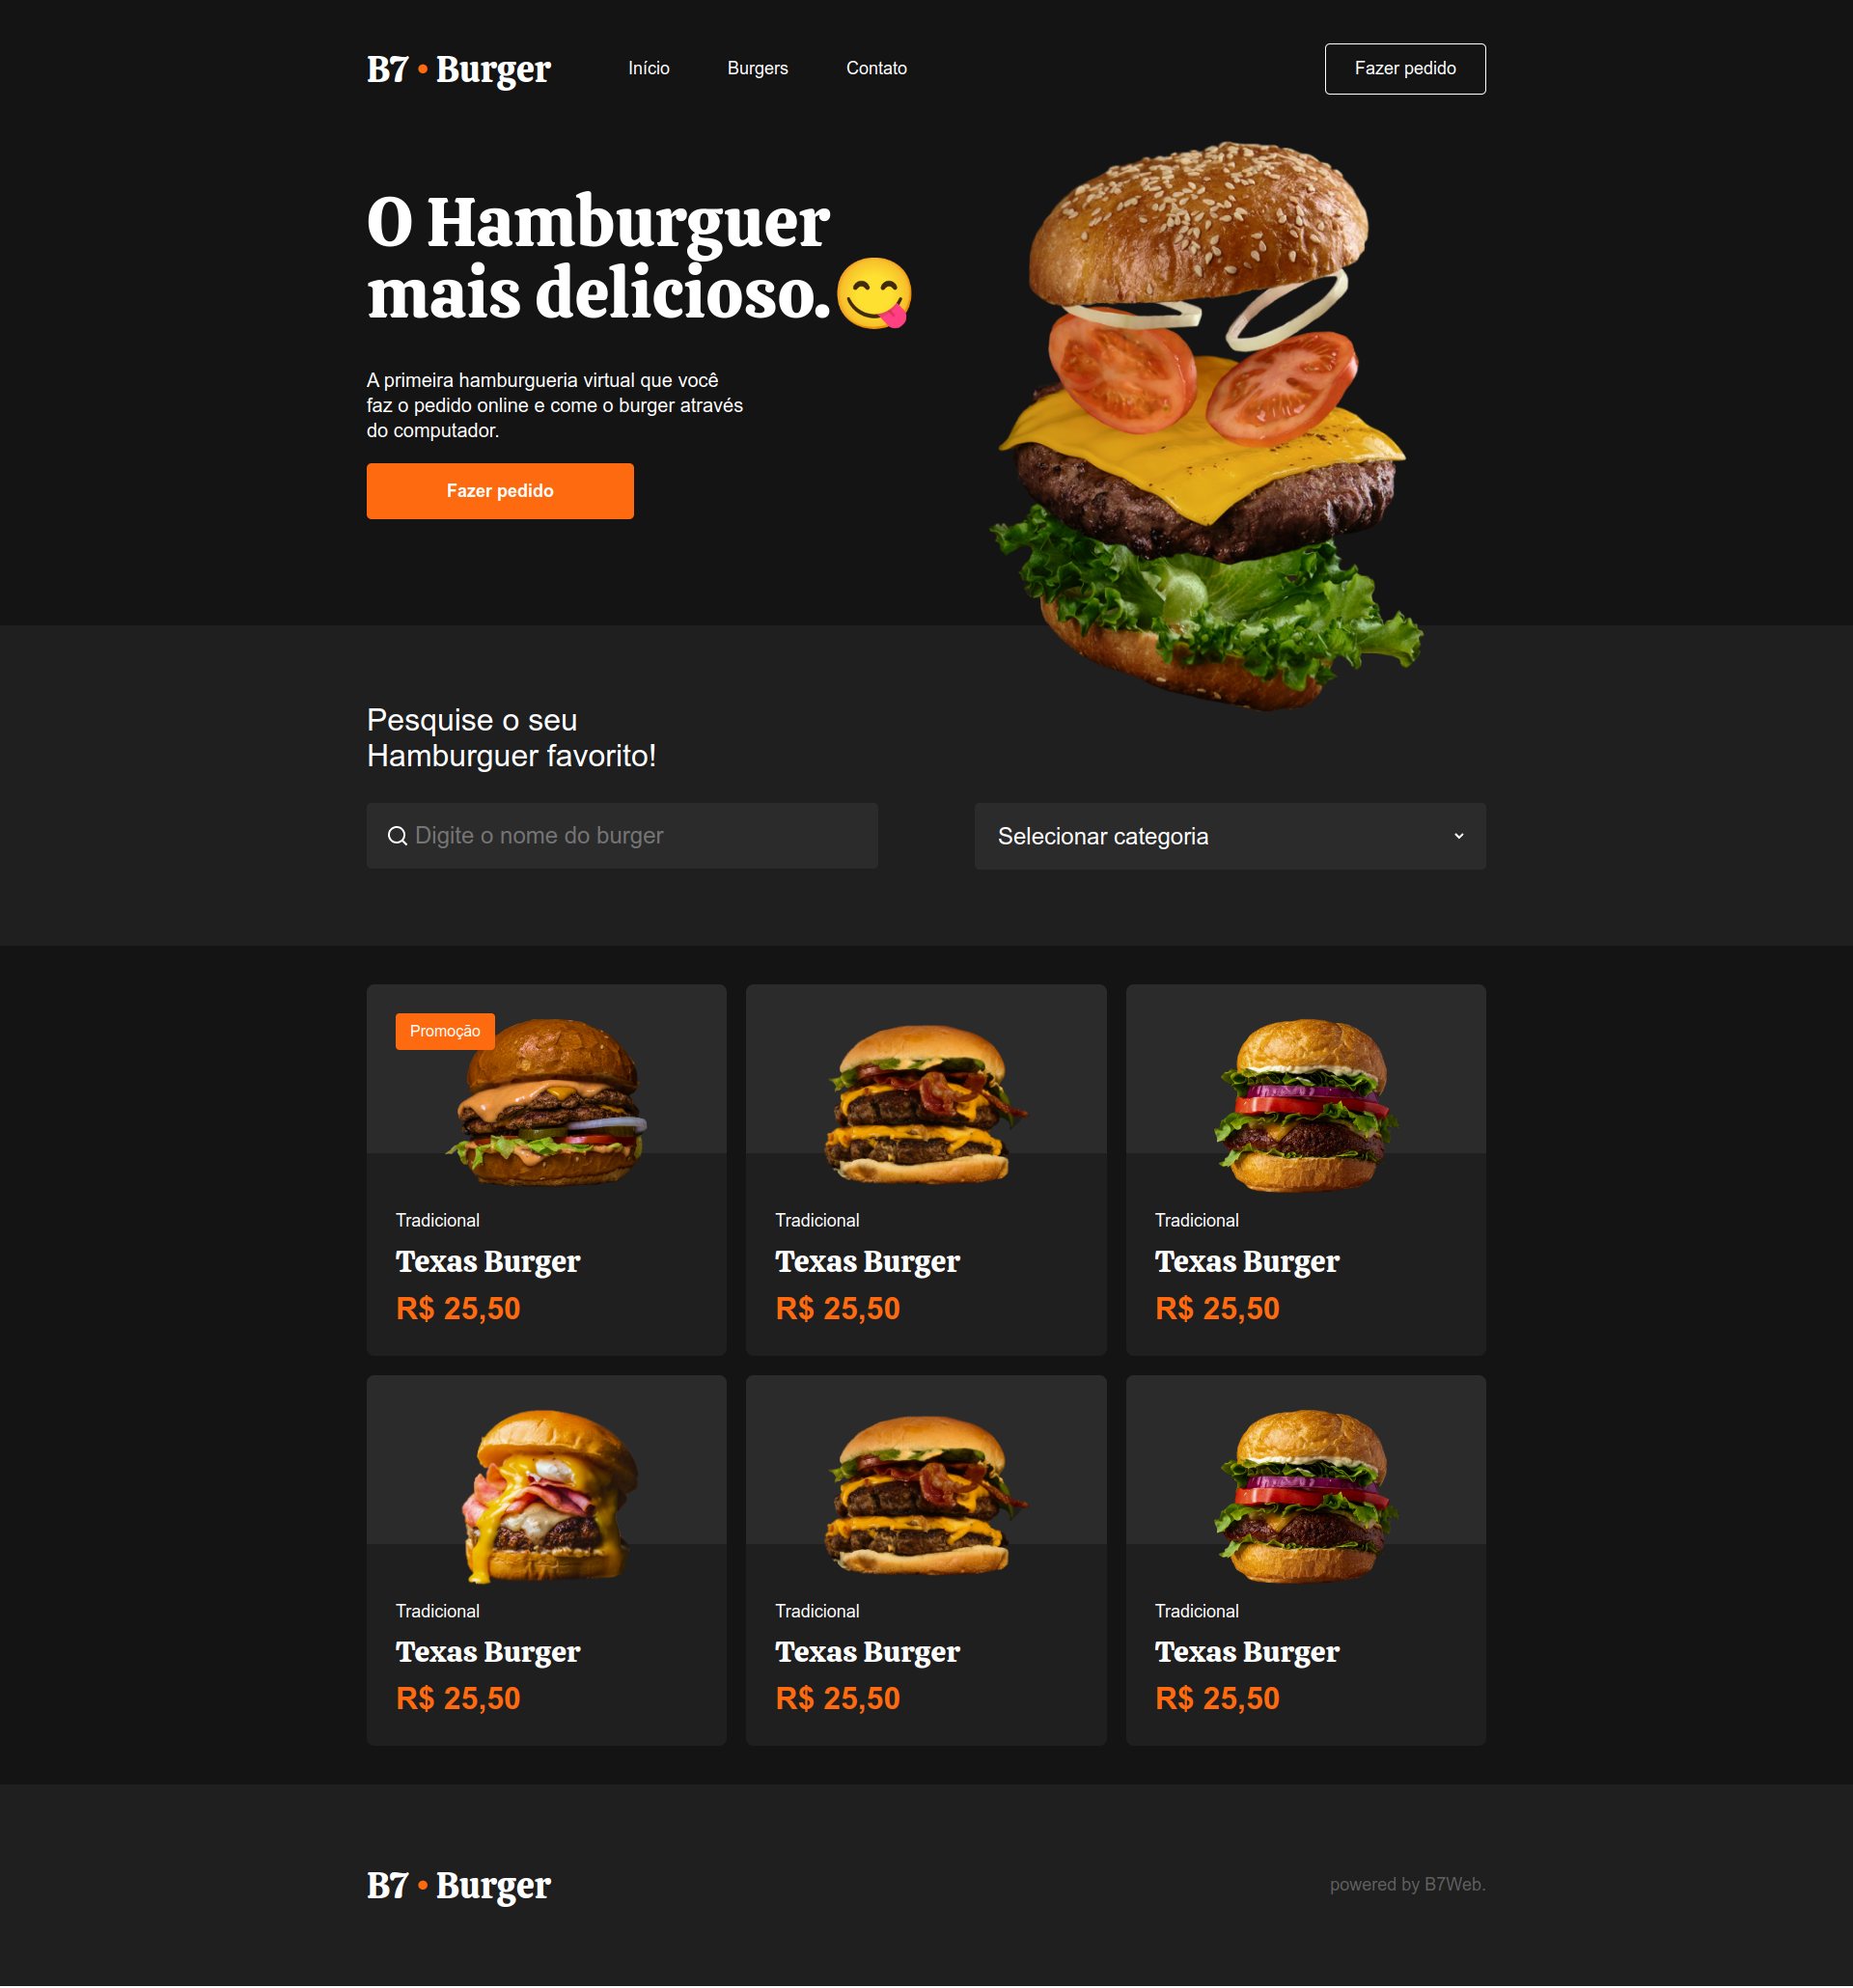 B7 • Burger
Início
Burgers
Contato
Fazer pedido
O Hamburguer
mais delicioso.😋
A primeira hamburgueria virtual que você
faz o pedido online e come o burger através
do computador.
Fazer pedido
Pesquise o seu
Hamburguer favorito!
Digite o nome do burger
Selecionar categoria
Promoção
Tradicional
Texas Burger
R$ 25,50
Tradicional
Texas Burger
R$ 25,50
Tradicional
Texas Burger
R$ 25,50
Tradicional
Texas Burger
R$ 25,50
Tradicional
Texas Burger
R$ 25,50
Tradicional
Texas Burger
R$ 25,50
B7 • Burger
powered by B7Web.